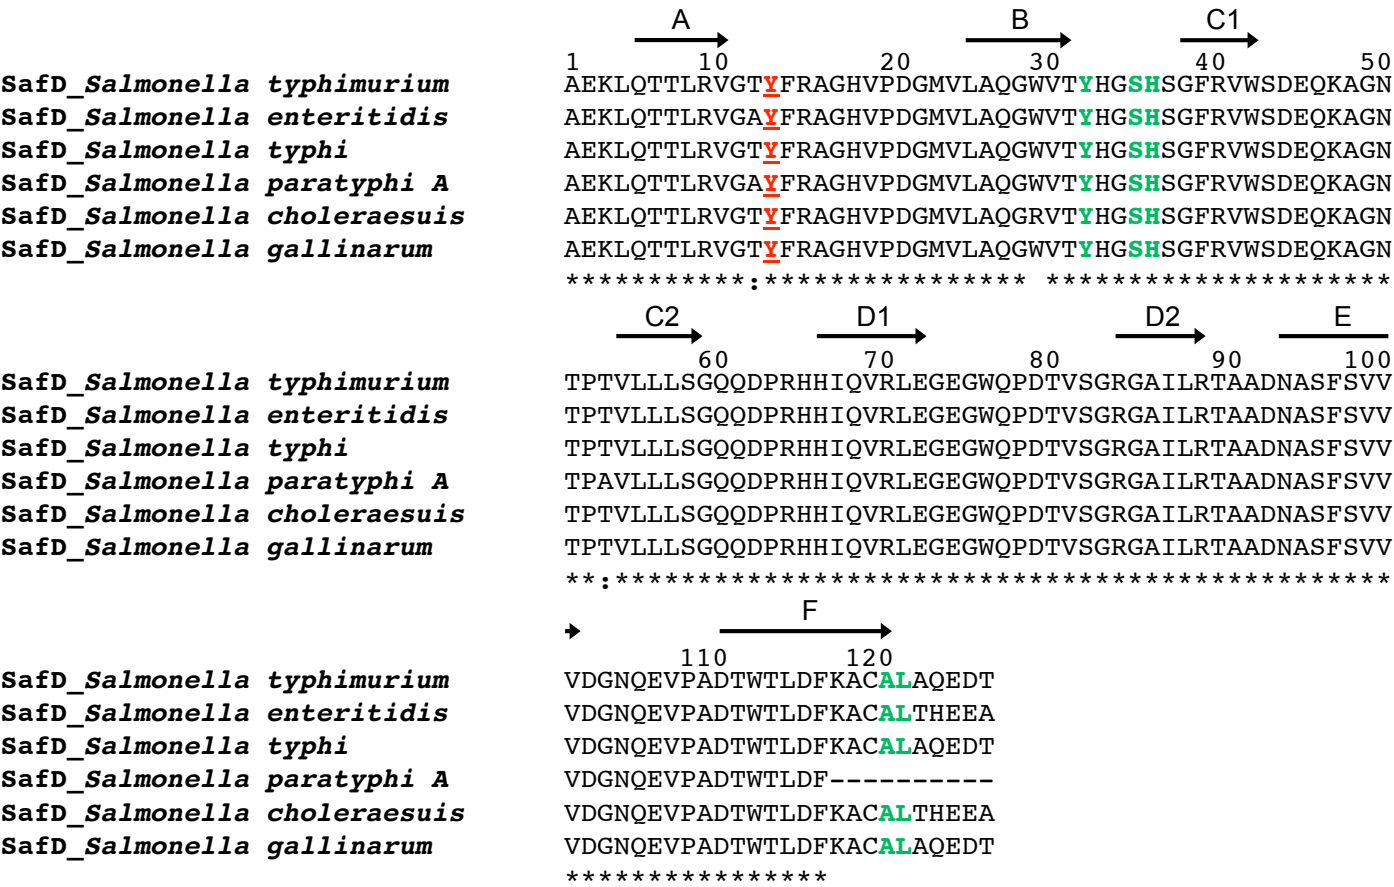 A B C1
1 10 20 30 40 50
SafD_Salmonella typhimurium AEKLQTTLRVGTYFRAGHVPDGMVLAQGWVTYHGSHSGFRVWSDEQKAGN
SafD_Salmonella enteritidis AEKLQTTLRVGAYFRAGHVPDGMVLAQGWVTYHGSHSGFRVWSDEQKAGN
SafD_Salmonella typhi AEKLQTTLRVGTYFRAGHVPDGMVLAQGWVTYHGSHSGFRVWSDEQKAGN
SafD_Salmonella paratyphi A AEKLQTTLRVGAYFRAGHVPDGMVLAQGWVTYHGSHSGFRVWSDEQKAGN
SafD_Salmonella choleraesuis AEKLQTTLRVGTYFRAGHVPDGMVLAQGRVTYHGSHSGFRVWSDEQKAGN
SafD_Salmonella gallinarum AEKLQTTLRVGTYFRAGHVPDGMVLAQGWVTYHGSHSGFRVWSDEQKAGN
***********:**************** *********************
C2 D1 D2 E
60 70 80 90 100
SafD_Salmonella typhimurium TPTVLLLSGQQDPRHHIQVRLEGEGWQPDTVSGRGAILRTAADNASFSVV
SafD_Salmonella enteritidis TPTVLLLSGQQDPRHHIQVRLEGEGWQPDTVSGRGAILRTAADNASFSVV
SafD_Salmonella typhi TPTVLLLSGQQDPRHHIQVRLEGEGWQPDTVSGRGAILRTAADNASFSVV
SafD_Salmonella paratyphi A TPAVLLLSGQQDPRHHIQVRLEGEGWQPDTVSGRGAILRTAADNASFSVV
SafD_Salmonella choleraesuis TPTVLLLSGQQDPRHHIQVRLEGEGWQPDTVSGRGAILRTAADNASFSVV
SafD_Salmonella gallinarum TPTVLLLSGQQDPRHHIQVRLEGEGWQPDTVSGRGAILRTAADNASFSVV
**:***********************************************
F
110 120
SafD_Salmonella typhimurium VDGNQEVPADTWTLDFKACALAQEDT
SafD_Salmonella enteritidis VDGNQEVPADTWTLDFKACALTHEEA
SafD_Salmonella typhi VDGNQEVPADTWTLDFKACALAQEDT
SafD_Salmonella paratyphi A VDGNQEVPADTWTLDF----------
SafD_Salmonella choleraesuis VDGNQEVPADTWTLDFKACALTHEEA
SafD_Salmonella gallinarum VDGNQEVPADTWTLDFKACALAQEDT
****************